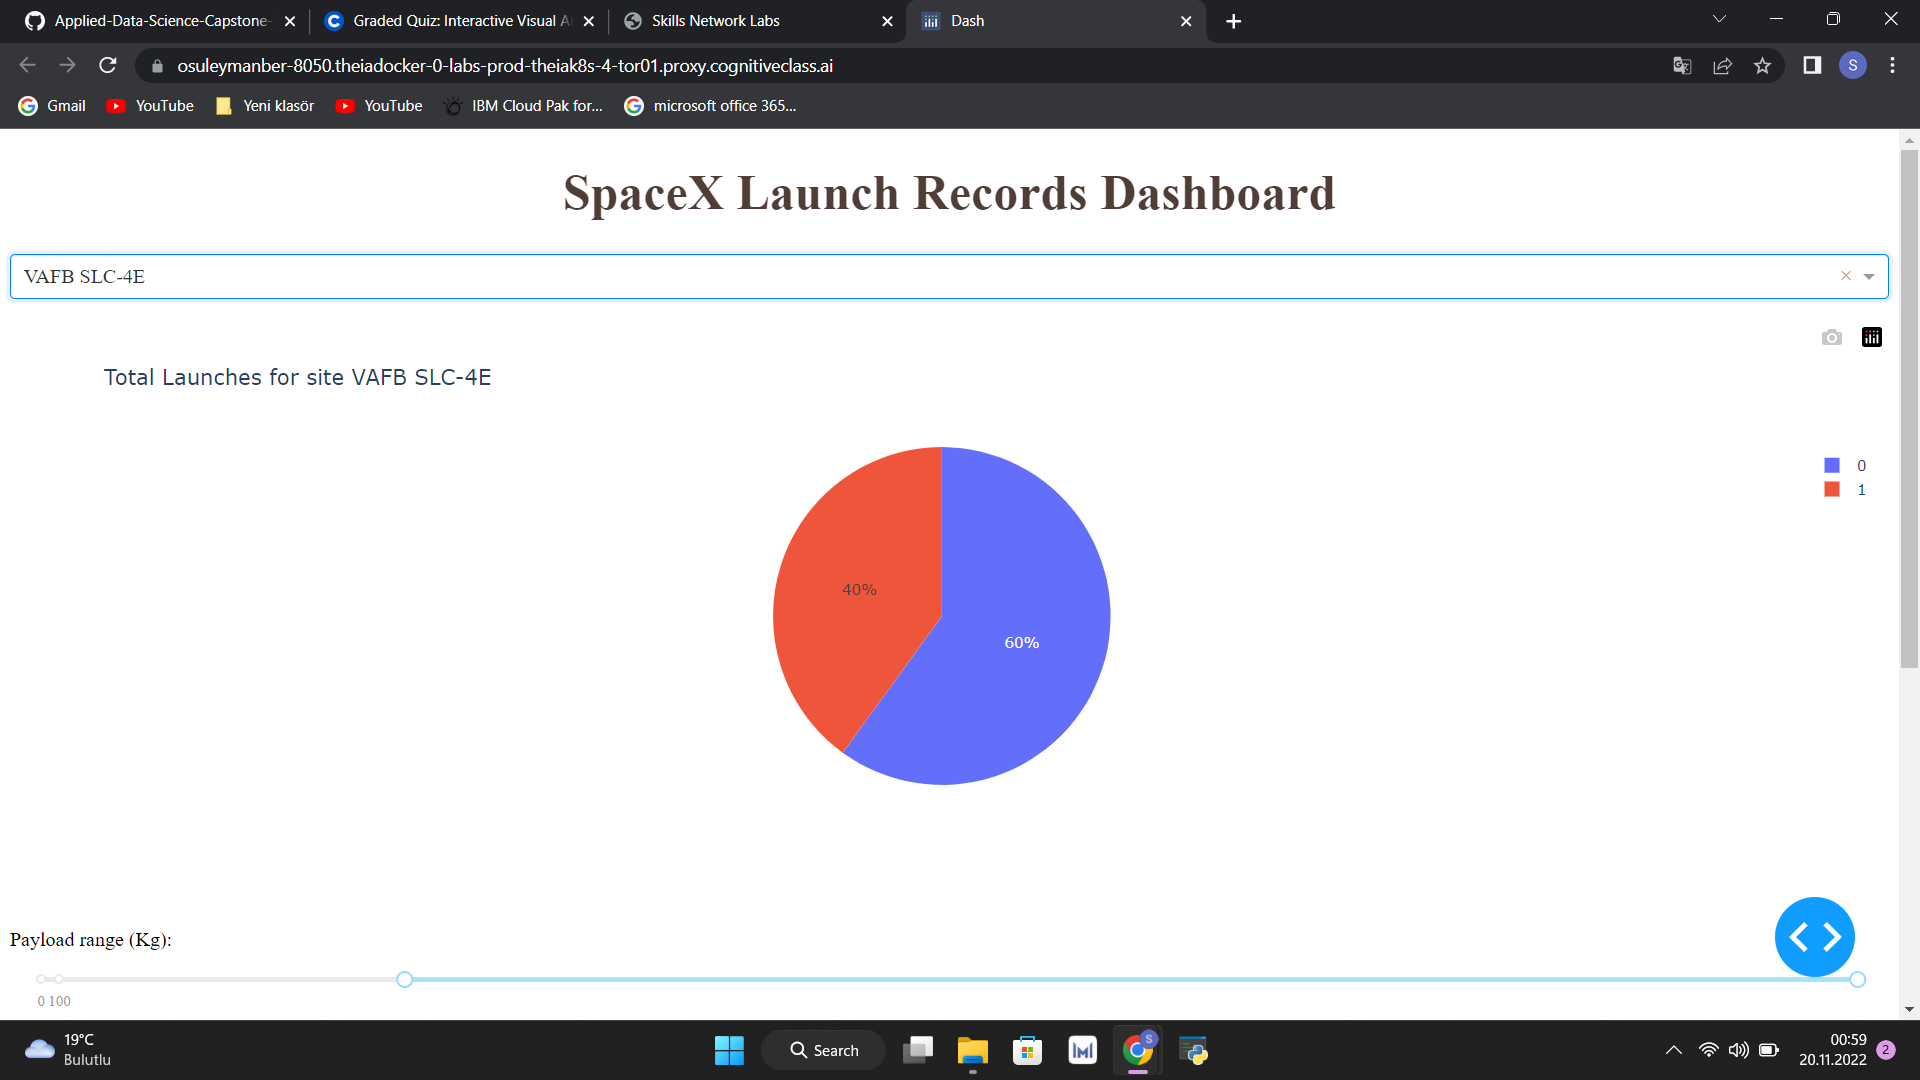 Applied-Data-Science-Capstone-
Graded Quiz: Interactive Visual A
Skills Network Labs
Dash
osuleymanber-8050.theiadocker-0-labs-prod-theiak8s-4-tor01.proxy.cognitiveclass.ai
S
Gmail
YouTube
Yeni klasör
YouTube
IBM Cloud Pak for...
microsoft office 365...
SpaceX Launch Records Dashboard
VAFB SLC-4E
Total Launches for site VAFB SLC-4E
0
1
40%
60%
Payload range (Kg):
0 100
19°C
Bulutlu
Search
S
00:59
20.11.2022
2